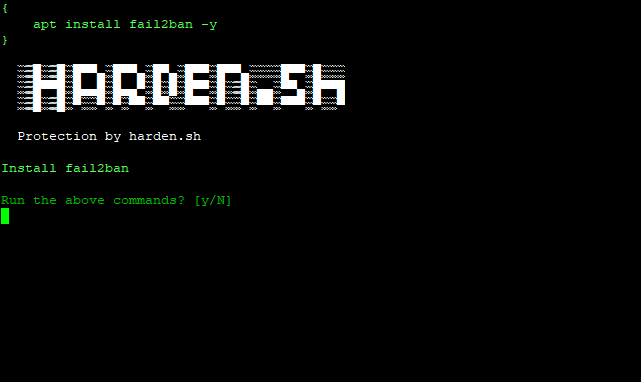 {
apt install fail2ban -y
}
HARDEN.SH
Protection by harden.sh
Install fail2ban
Run the above commands? [y/N]